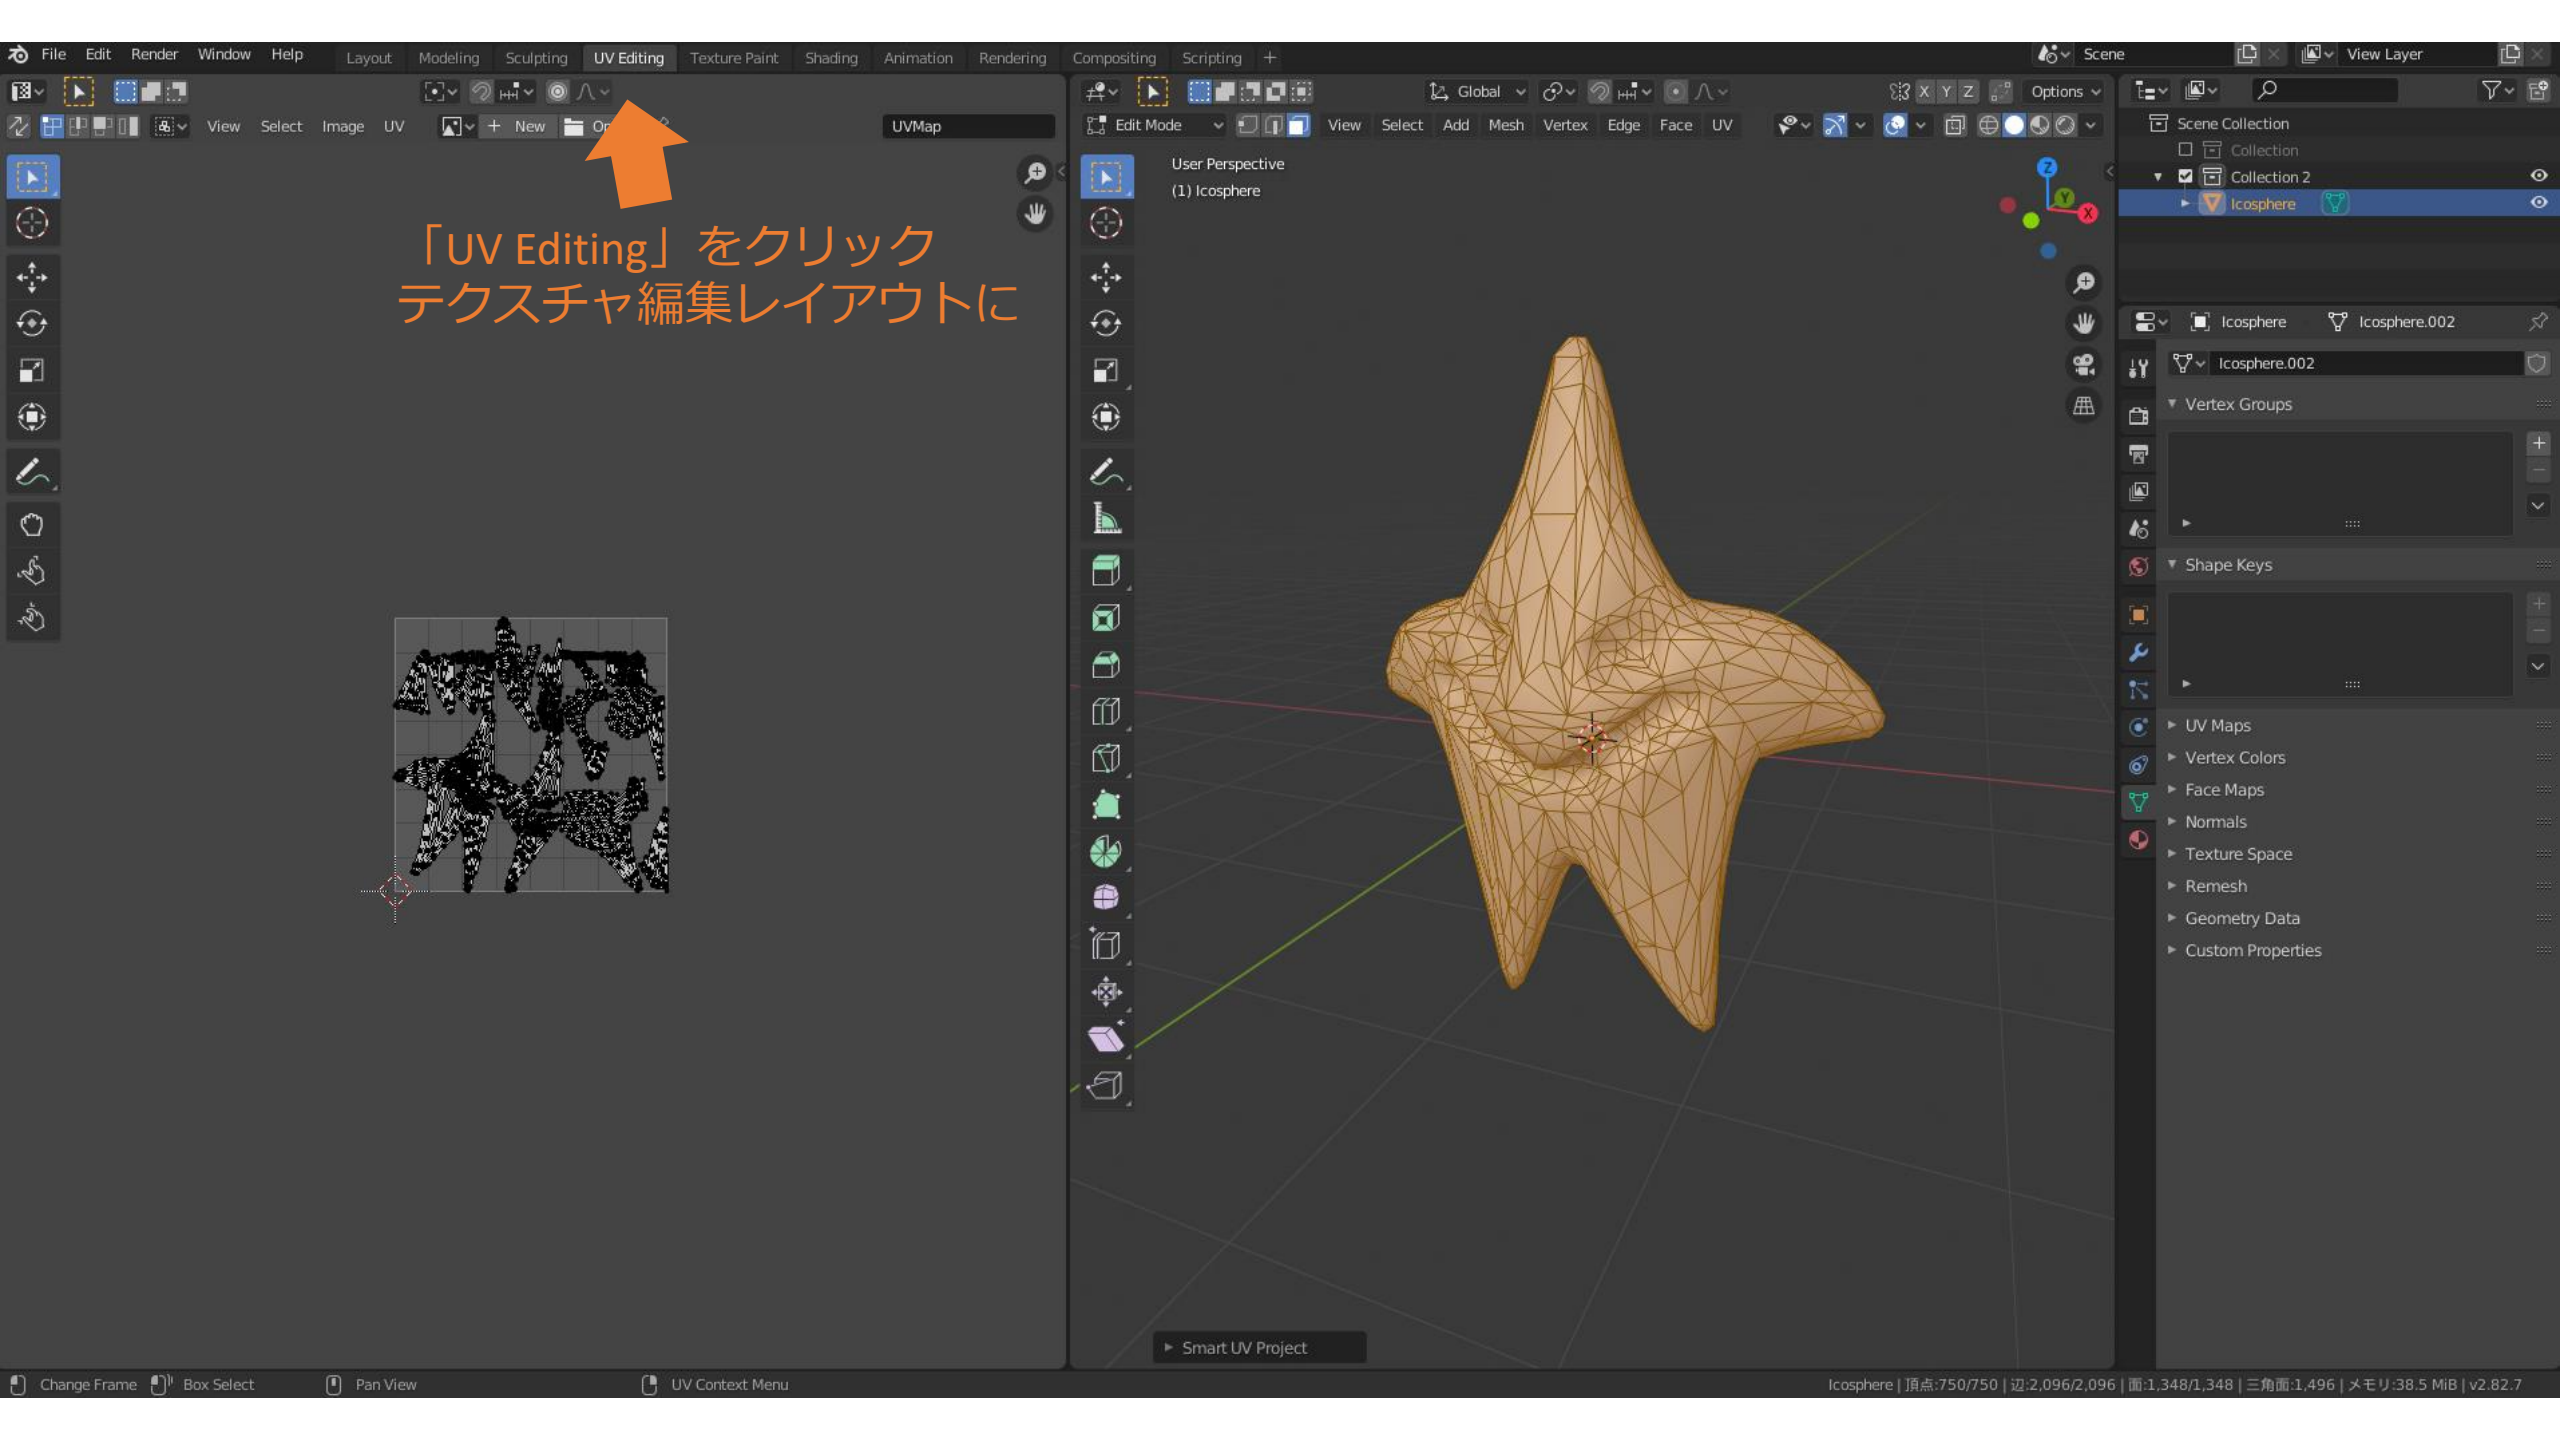 File Edit Render Window Help Layout Modeling Sculpting UV Editing Texture Paint Shading Animation Rendering Compositing Scripting + Scene View Layer
Global X Y Z Options
View Select Image UV + New UVMap
Edit Mode View Select Add Mesh Vertex Edge Face UV
Scene Collection
Collection
Collection 2
Icosphere
User Perspective
(1) Icosphere
Z
Y
X
「UV Editing」をクリック
テクスチャ編集レイアウトに
Icosphere Icosphere.002
Icosphere.002
Vertex Groups
Shape Keys
UV Maps
Vertex Colors
Face Maps
Normals
Texture Space
Remesh
Geometry Data
Custom Properties
Smart UV Project
Change Frame Box Select Pan View UV Context Menu
Icosphere | 頂点:750/750 | 辺:2,096/2,096 | 面:1,348/1,348 | 三角面:1,496 | メモリ:38.5 MiB | v2.82.7